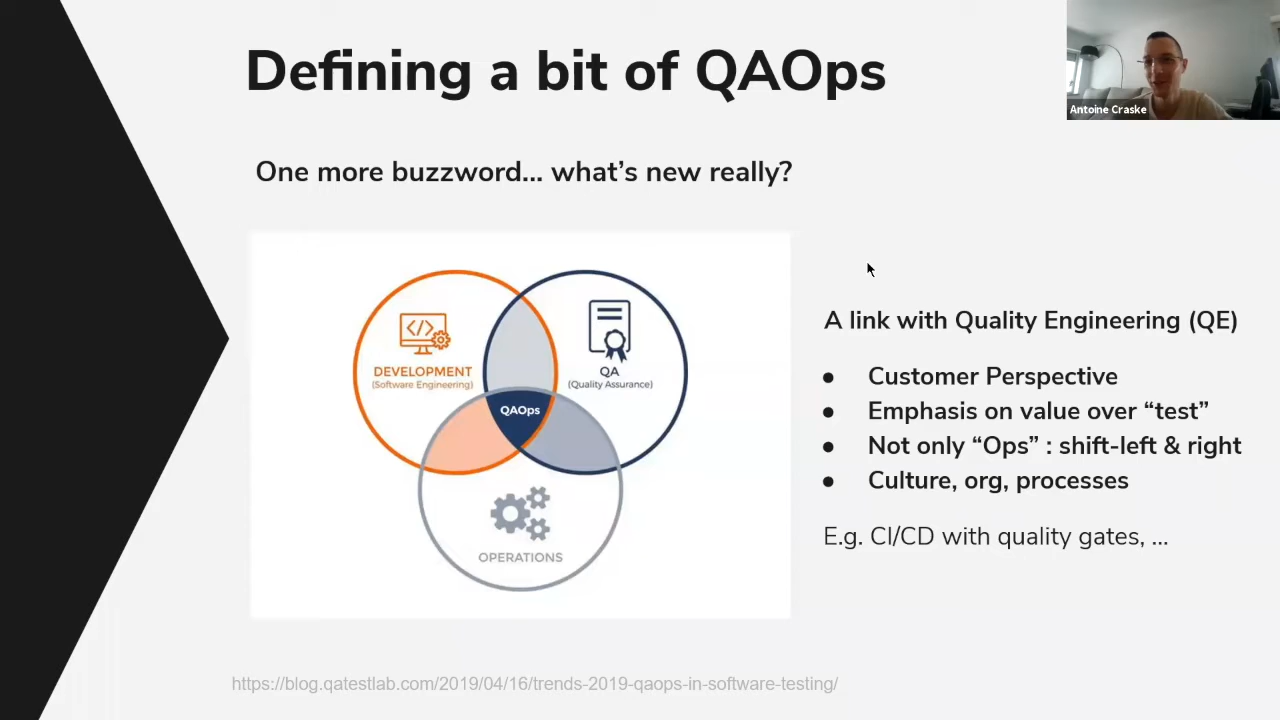 Defining a bit of QAOps
Antoine Craske
One more buzzword... what's new really?
</>
DEVELOPMENT
(Software Engineering)
QA
(Quality Assurance)
QAOps
OPERATIONS
A link with Quality Engineering (QE)
● Customer Perspective
● Emphasis on value over “test”
● Not only “Ops” : shift-left & right
● Culture, org, processes
E.g. CI/CD with quality gates, ...
https://blog.qatestlab.com/2019/04/16/trends-2019-qaops-in-software-testing/